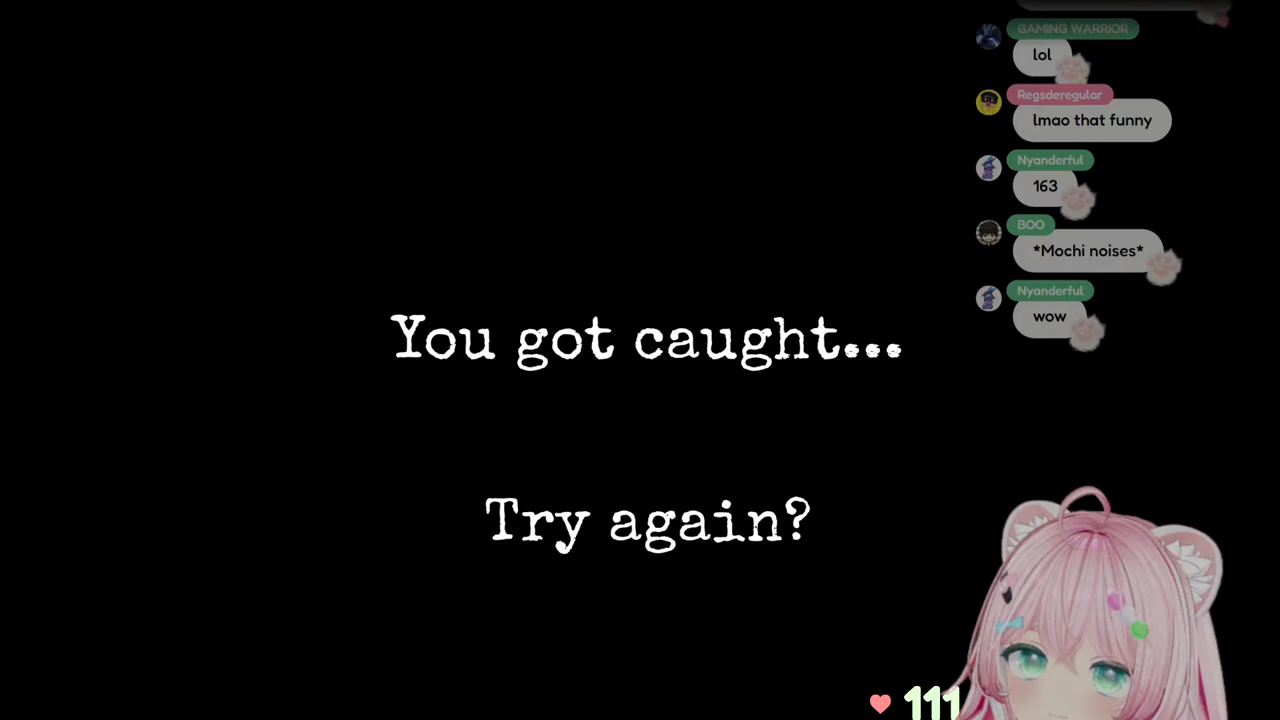 GAMING WARRIOR
lol
Regsderegular
lmao that funny
Nyanderful
163
BOO
*Mochi noises*
Nyanderful
wow
You got caught...
Try again?
111